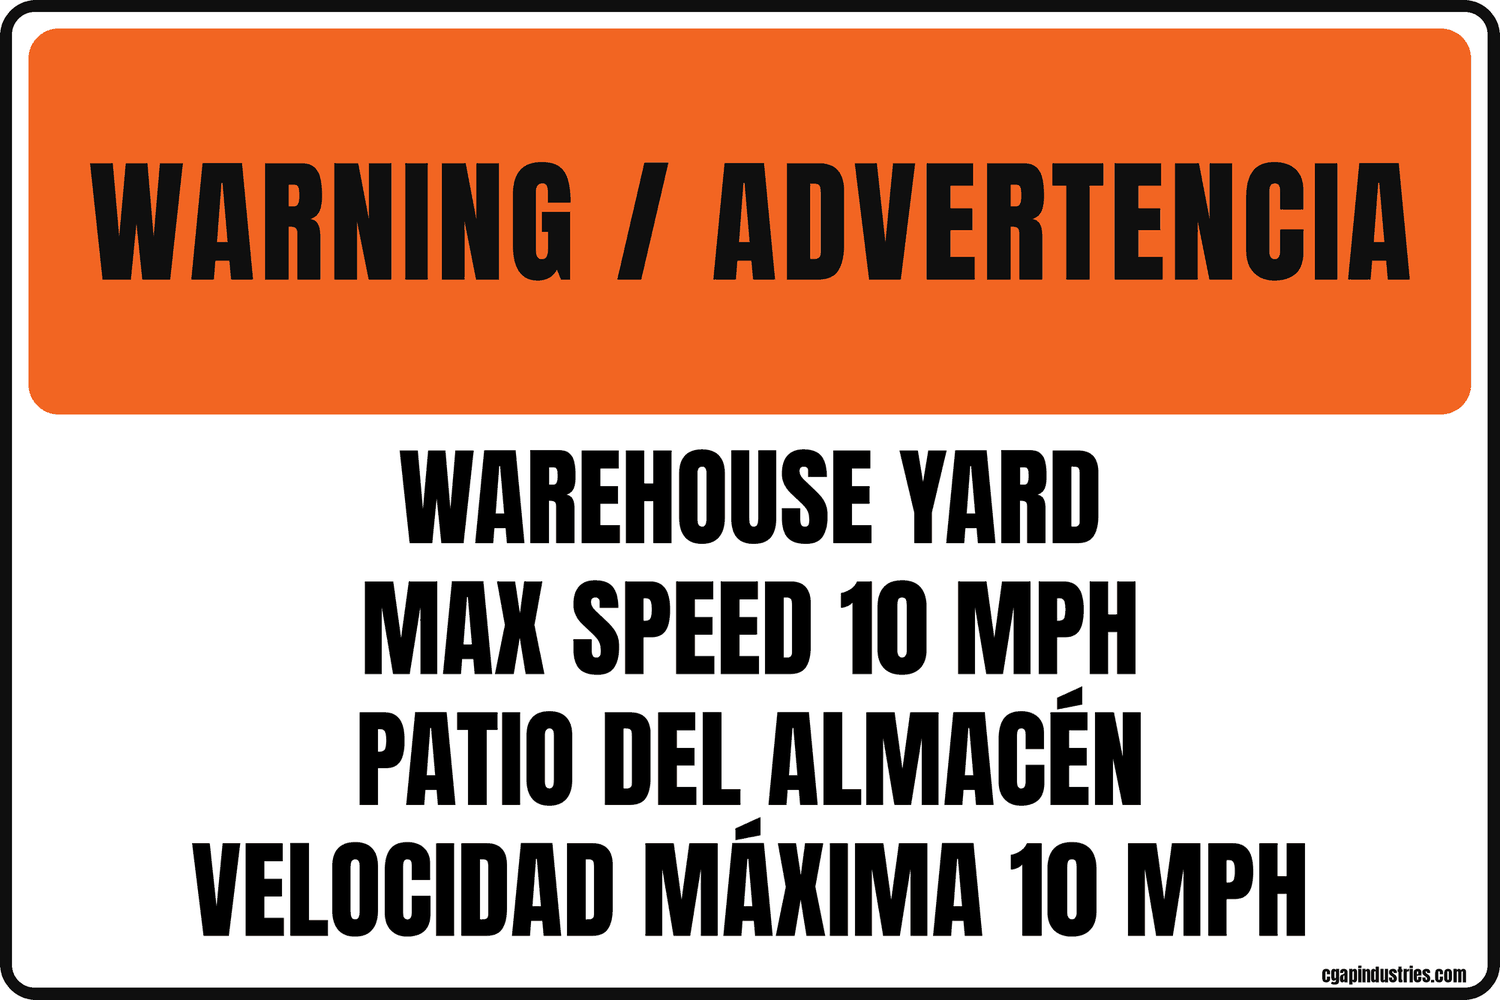 WARNING / ADVERTENCIA
WAREHOUSE YARD
MAX SPEED 10 MPH
PATIO DEL ALMACÉN
VELOCIDAD MÁXIMA 10 MPH
cgapindustries.com